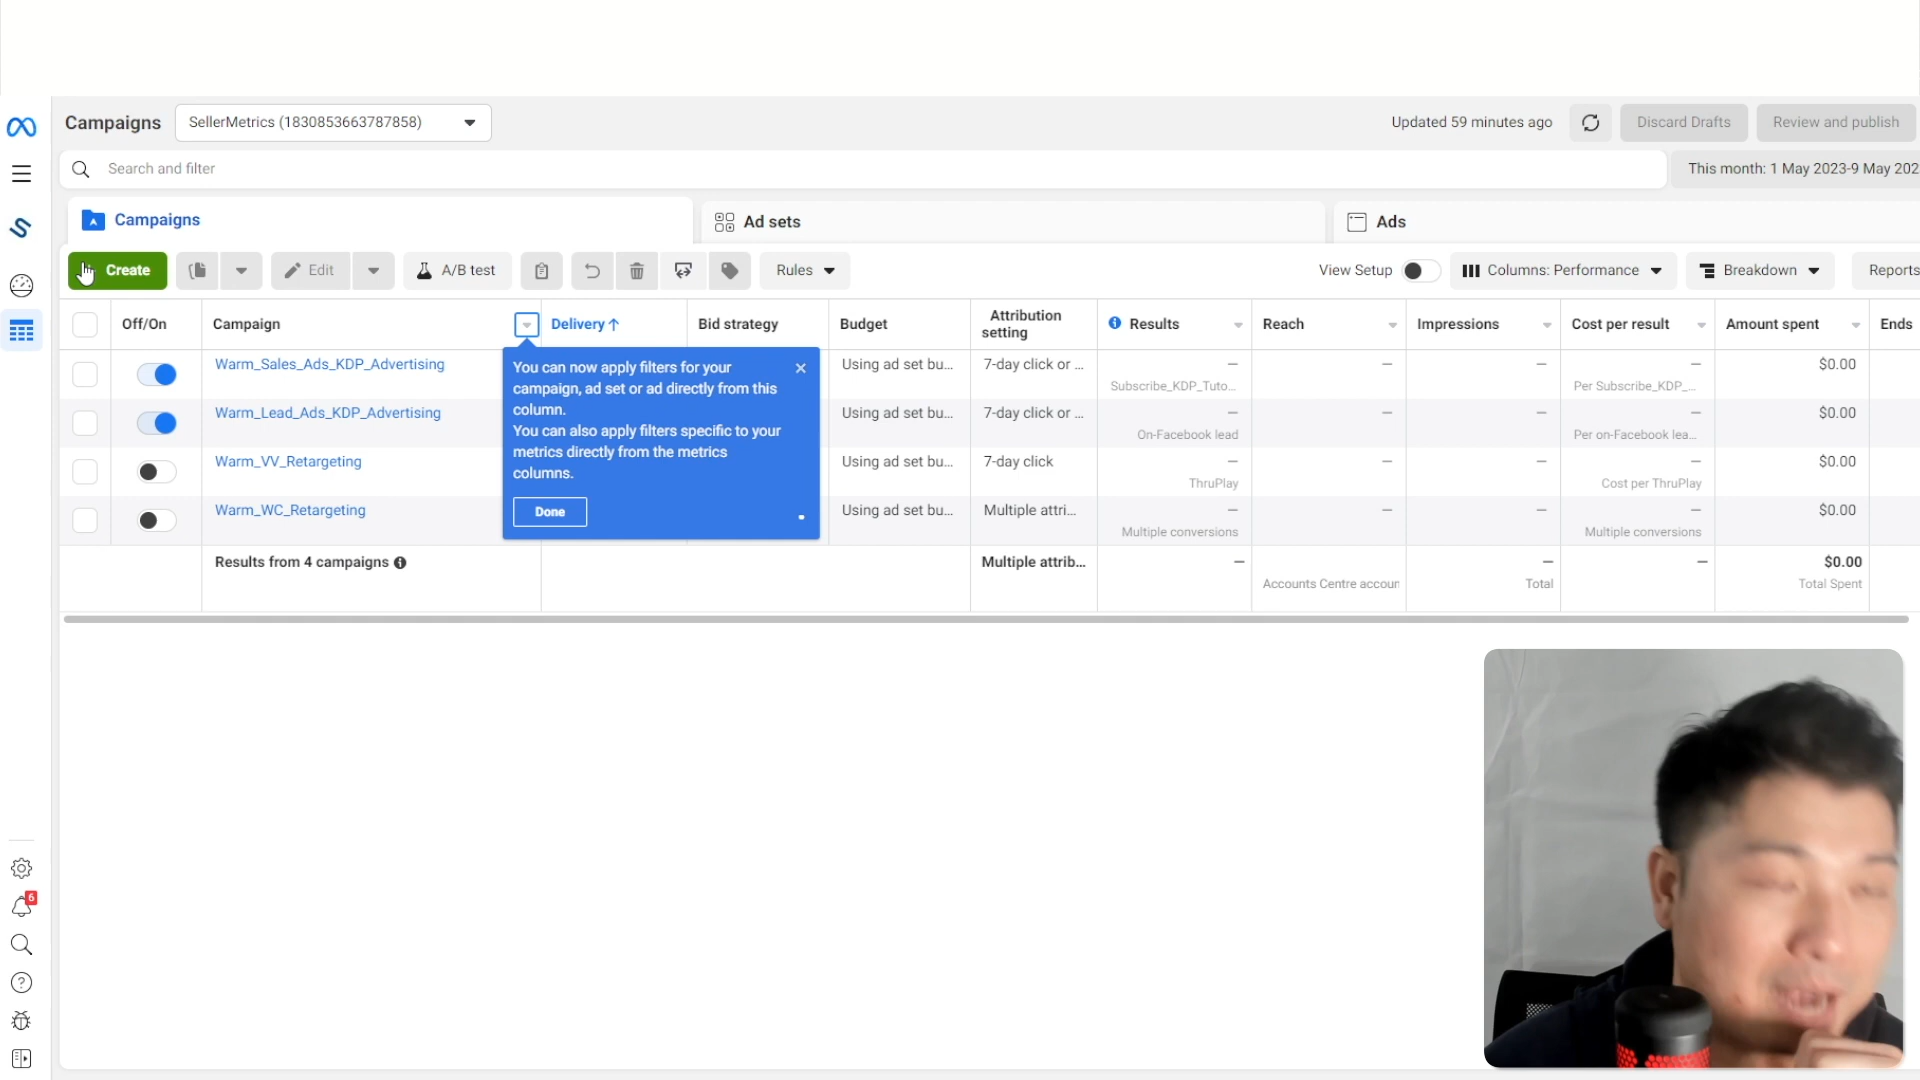 Campaigns
SellerMetrics (1830853663787858)
Updated 59 minutes ago
Discard Drafts
Review and publish
Search and filter
This month: 1 May 2023-9 May 202
Campaigns
Ad sets
Ads
Create
Edit
A/B test
Rules
View Setup
Columns: Performance
Breakdown
Reports
Off/On
Campaign
Delivery↑
Bid strategy
Budget
Attribution
setting
Results
Reach
Impressions
Cost per result
Amount spent
Ends
Warm_Sales_Ads_KDP_Advertising
Using ad set bu...
7-day click or ...
—
Subscribe_KDP_Tuto...
—
—
—
Per Subscribe_KDP_...
$0.00
Warm_Lead_Ads_KDP_Advertising
Using ad set bu...
7-day click or ...
—
On-Facebook lead
—
—
—
Per on-Facebook lea...
$0.00
Warm_VV_Retargeting
Using ad set bu...
7-day click
—
ThruPlay
—
—
—
Cost per ThruPlay
$0.00
Warm_WC_Retargeting
Using ad set bu...
Multiple attri...
—
Multiple conversions
—
—
—
Multiple conversions
$0.00
You can now apply filters for your
campaign, ad set or ad directly from this
column.
You can also apply filters specific to your
metrics directly from the metrics
columns.
Done
Results from 4 campaigns
Multiple attrib...
—
Accounts Centre accoun
—
Total
—
$0.00
Total Spent
6